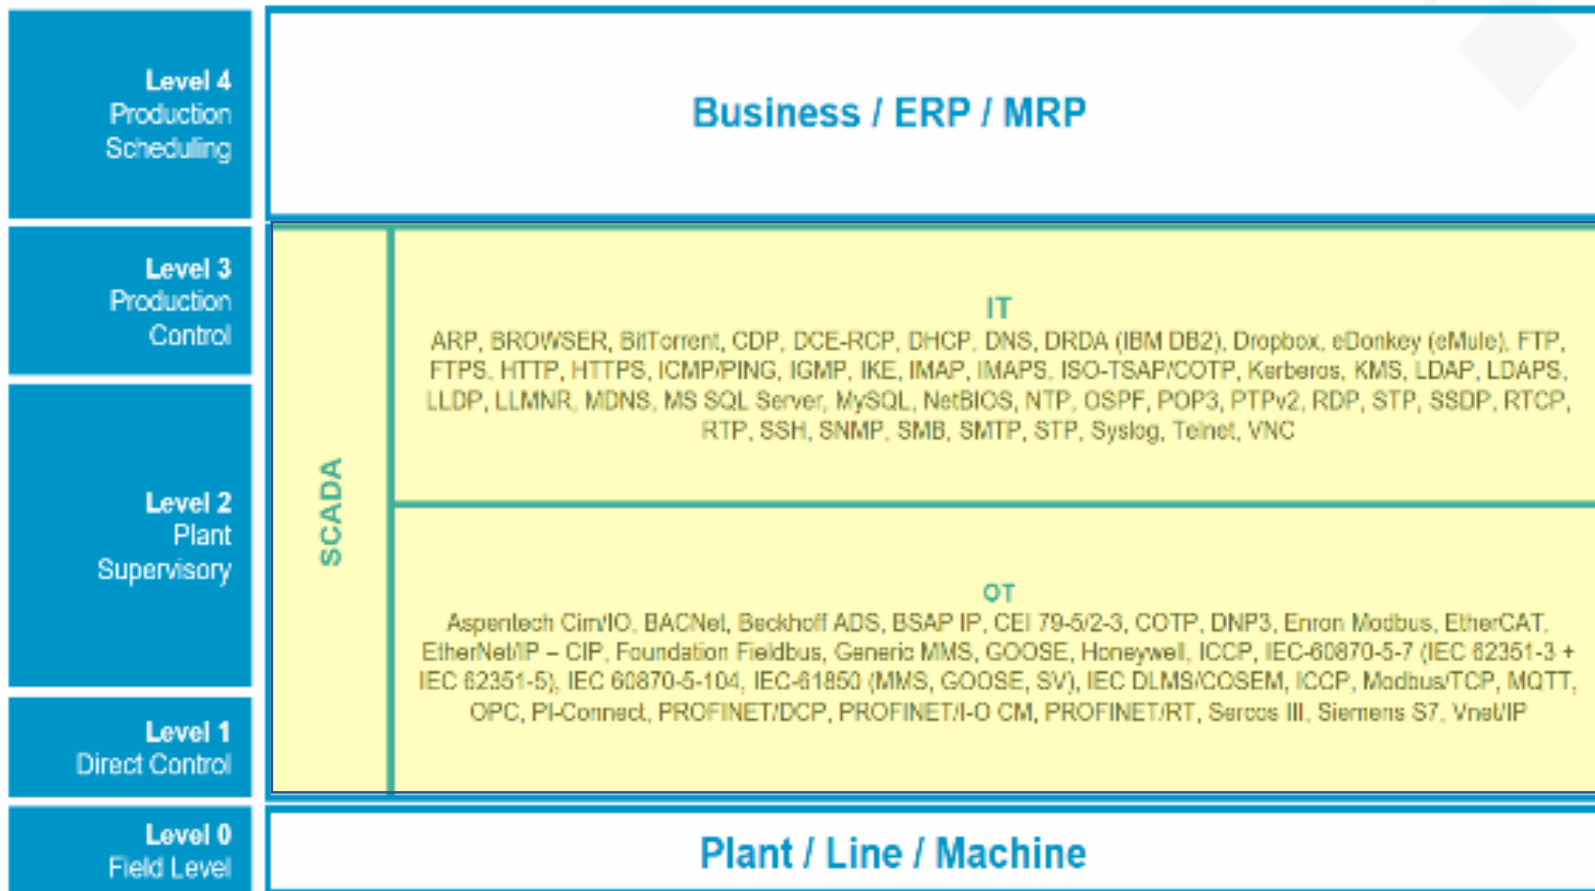 Level 4
Production
Scheduling
Business / ERP / MRP
Level 3
Production
Control
Level 2
Plant
Supervisory
Level 1
Direct Control
Level 0
Field Level
SCADA
IT
ARP, BROWSER, BitTorrent, CDP, DCE-RCP, DHCP, DNS, DRDA (IBM DB2), Dropbox, eDonkey (eMule), FTP,
FTPS, HTTP, HTTPS, ICMP/PING, IGMP, IKE, IMAP, IMAPS, ISO-TSAP/COTP, Kerberos, KMS, LDAP, LDAPS,
LLDP, LLMNR, MDNS, MS SQL Server, MySQL, NetBIOS, NTP, OSPF, POP3, PTPv2, RDP, STP, SSDP, RTCP,
RTP, SSH, SNMP, SMB, SMTP, STP, Syslog, Telnet, VNC
OT
Aspentech Cim/IO, BACNet, Beckhoff ADS, BSAP IP, CEI 79-5/2-3, COTP, DNP3, Enron Modbus, EtherCAT,
EtherNet/IP – CIP, Foundation Fieldbus, Generic MMS, GOOSE, Honeywell, ICCP, IEC-60870-5-7 (IEC 62351-3 +
IEC 62351-5), IEC 60870-5-104, IEC-61850 (MMS, GOOSE, SV), IEC DLMS/COSEM, ICCP, Modbus/TCP, MQTT,
OPC, PI-Connect, PROFINET/DCP, PROFINET/I-O CM, PROFINET/RT, Sercos III, Siemens S7, Vnet/IP
Plant / Line / Machine